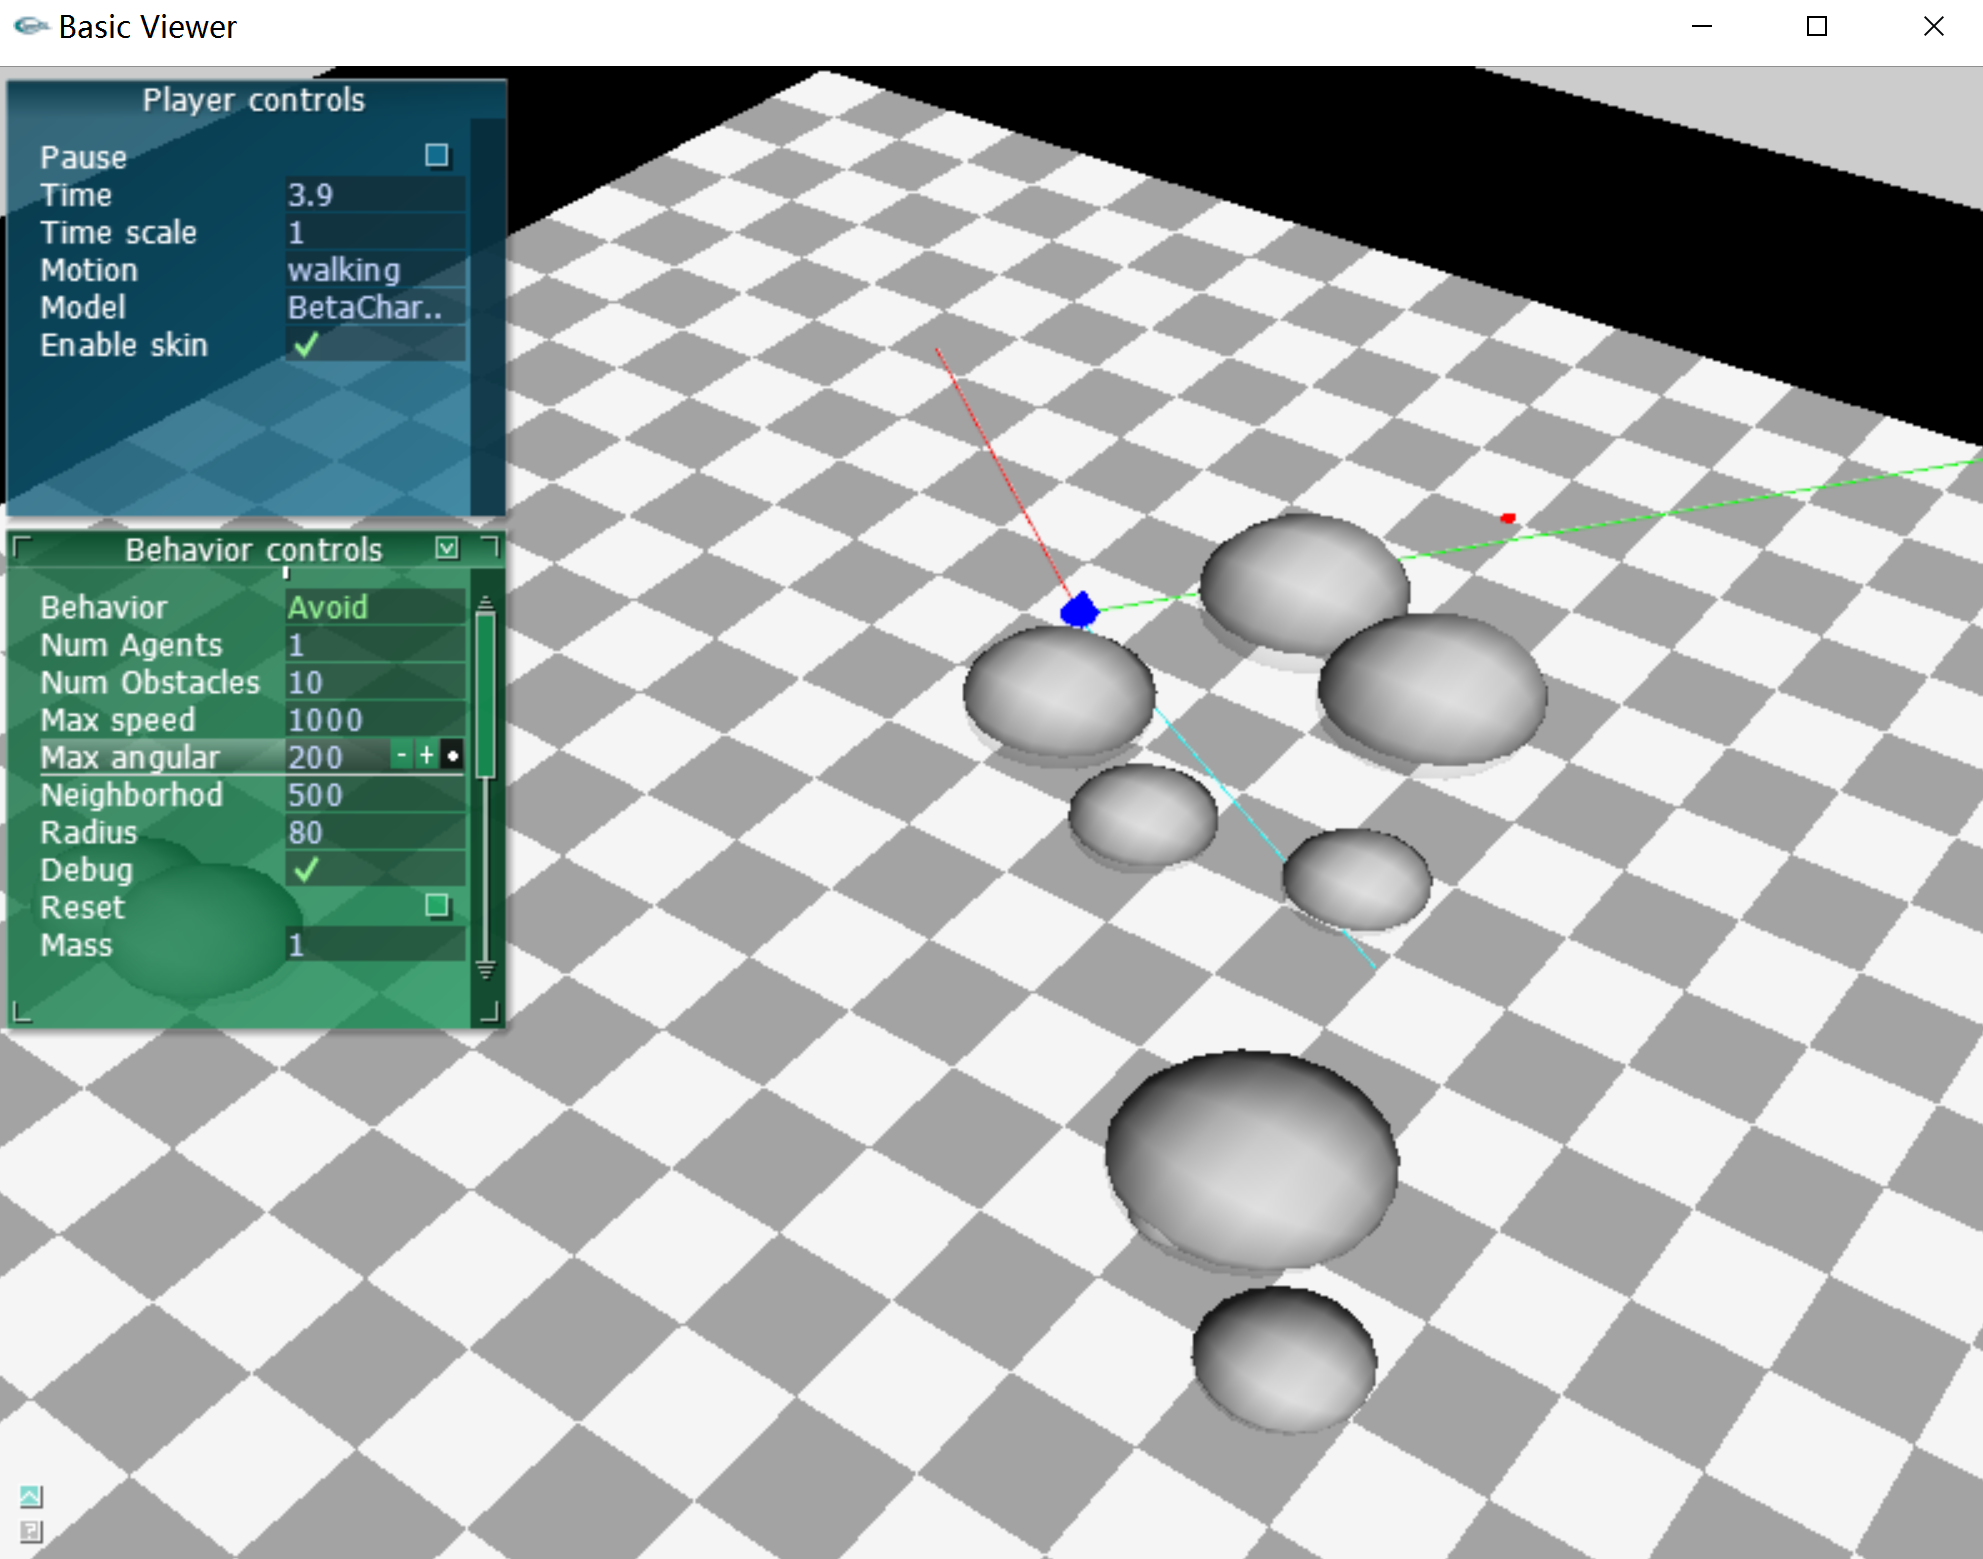 Basic Viewer
Player controls
Pause
Time 3.9
Time scale 1
Motion walking
Model BetaChar..
Enable skin
Behavior controls
Behavior Avoid
Num Agents 1
Num Obstacles 10
Max speed 1000
Max angular 200 - +
Neighborhod 500
Radius 80
Debug
Reset
Mass 1
?